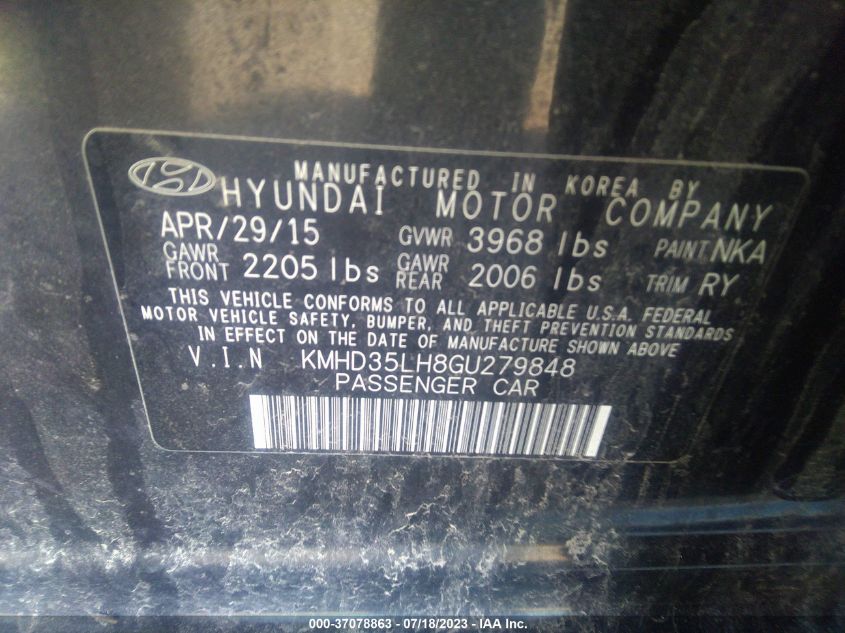 MANUFACTURED IN KOREA BY
HYUNDAI MOTOR COMPANY
APR/29/15 GVWR 3968 lbs PAINT NKA
GAWR FRONT 2205 lbs GAWR REAR 2006 lbs TRIM RY
THIS VEHICLE CONFORMS TO ALL APPLICABLE U.S.A. FEDERAL
MOTOR VEHICLE SAFETY, BUMPER, AND THEFT PREVENTION STANDARDS
IN EFFECT ON THE DATE OF MANUFACTURE SHOWN ABOVE
V.I.N KMHD35LH8GU279848
PASSENGER CAR
000-37078863 - 07/18/2023 - IAA Inc.